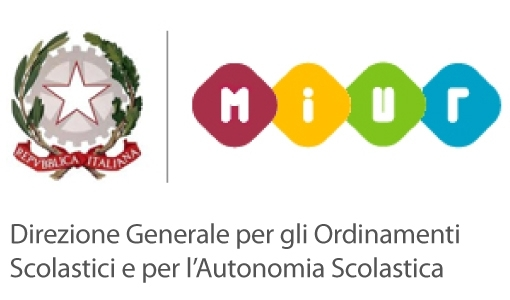 REPVBBLICA ITALIANA
MiUr
Direzione Generale per gli Ordinamenti
Scolastici e per l’Autonomia Scolastica